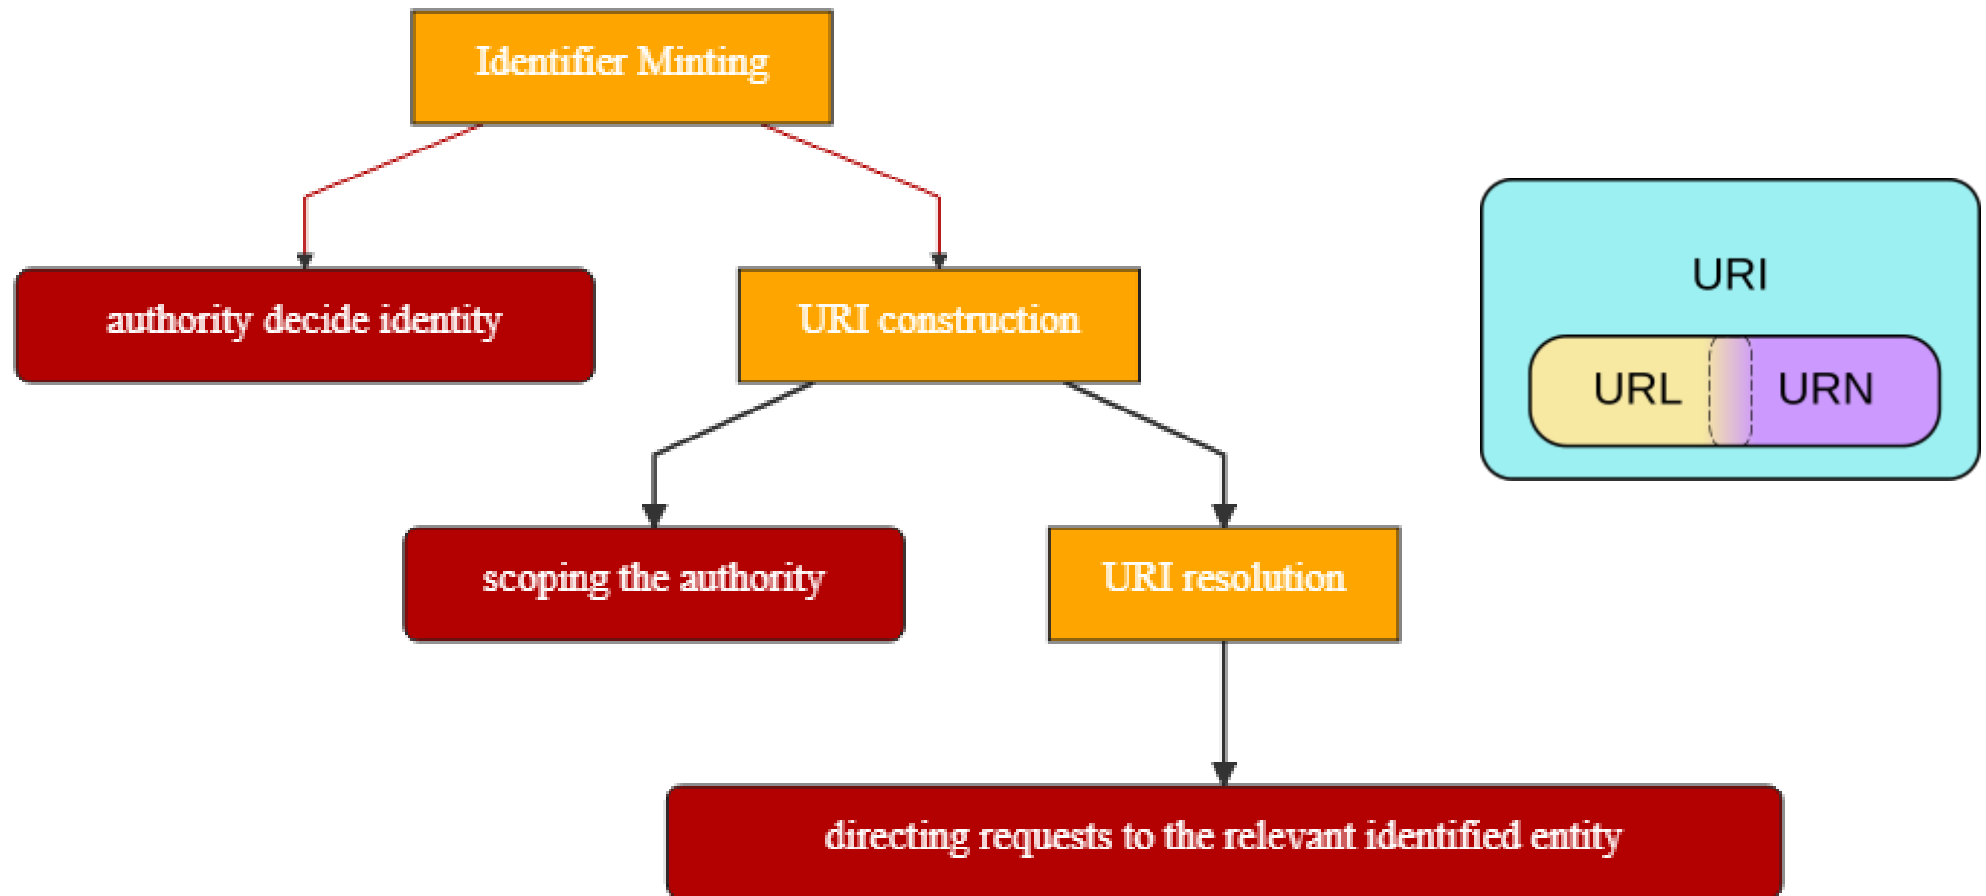 Identifier Minting
authority decide identity
URI construction
URI
URL
URN
scoping the authority
URI resolution
directing requests to the relevant identified entity